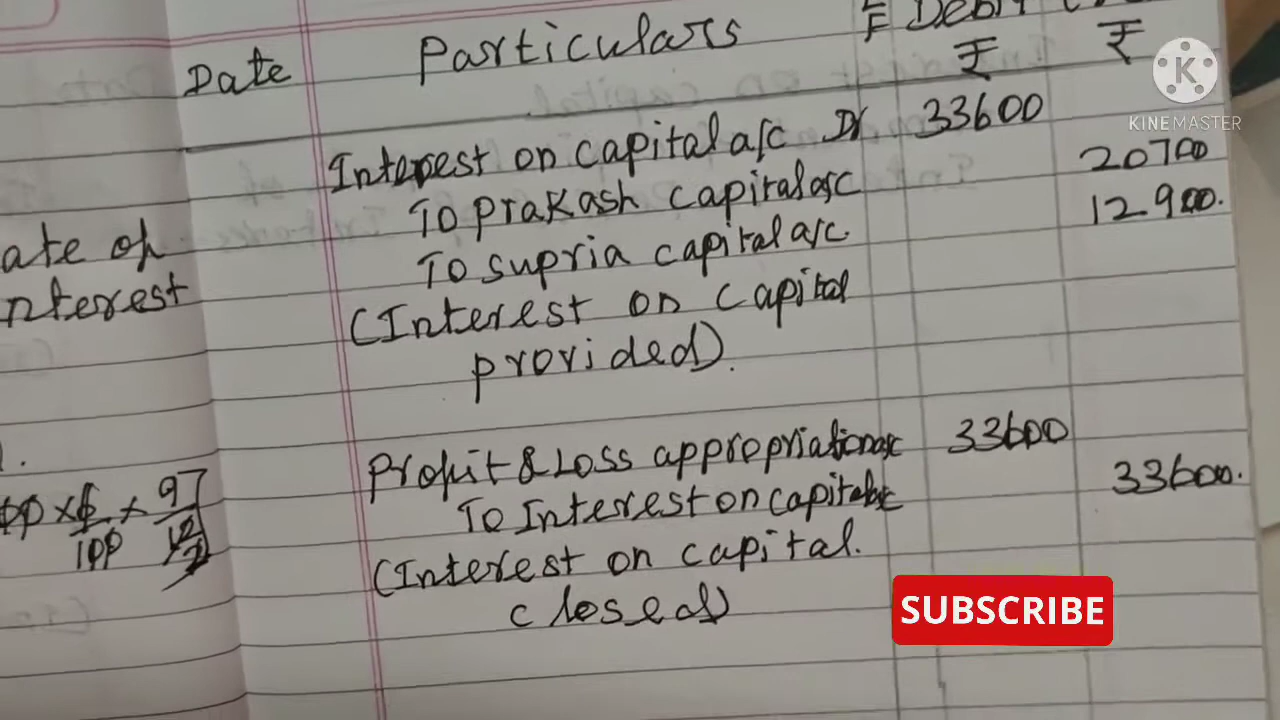 Date Particulars
₹ ₹
KINEMASTER
Interest on capital a/c Dr 33600
To Prakash capital a/c 20700
To supria capital a/c. 12900.
(Interest on capital
provided).
ate of
nterest
Profit & Loss appropriation a/c 33600
To Interest on capital a/c 33600.
(Interest on capital.
closed)
SUBSCRIBE